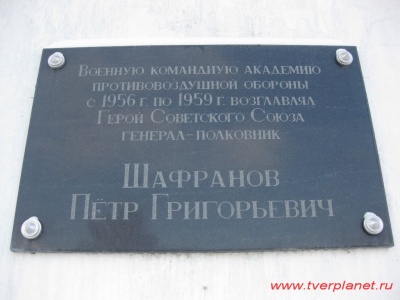 Военную командную академию
противовоздушной обороны
с 1956 г. по 1959 г. возглавлял
Герой Советского Союза
генерал-полковник
Шафранов
Пётр Григорьевич
www.tverplanet.ru